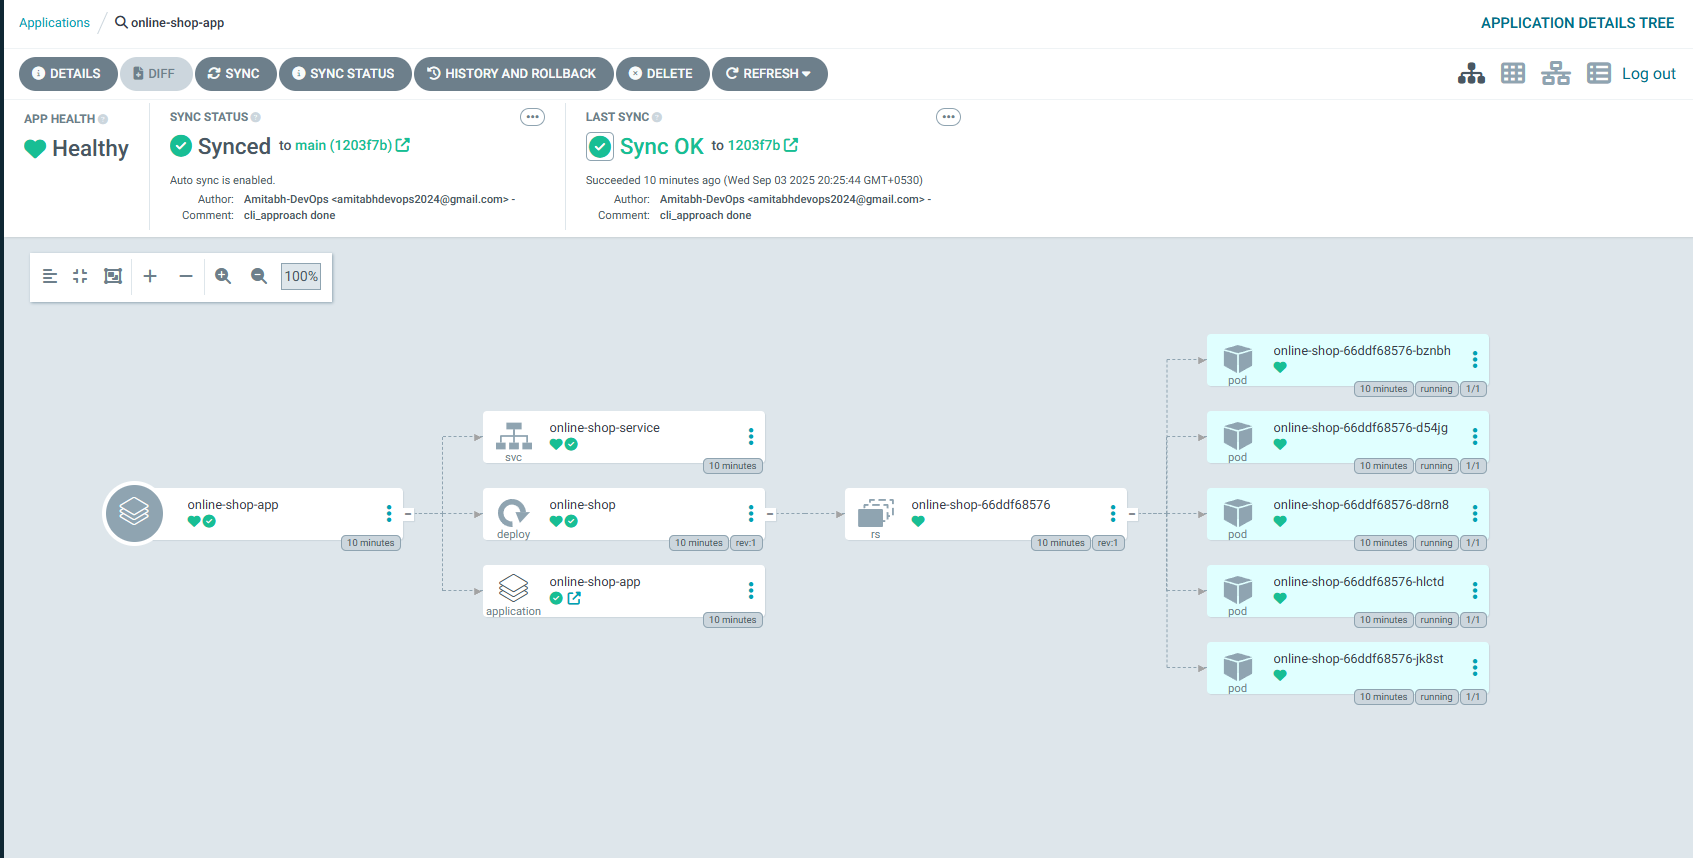 Applications / online-shop-app
APPLICATION DETAILS TREE
DETAILS DIFF SYNC SYNC STATUS HISTORY AND ROLLBACK DELETE REFRESH
Log out
APP HEALTH
Healthy
SYNC STATUS
Synced to main (1203f7b)
Auto sync is enabled.
Author: Amitabh-DevOps <amitabhdevops2024@gmail.com> -
Comment: cli_approach done
LAST SYNC
Sync OK to 1203f7b
Succeeded 10 minutes ago (Wed Sep 03 2025 20:25:44 GMT+0530)
Author: Amitabh-DevOps <amitabhdevops2024@gmail.com> -
Comment: cli_approach done
100%
online-shop-app
10 minutes
online-shop-service
svc
10 minutes
online-shop
deploy
10 minutes rev:1
online-shop-app
application
10 minutes
online-shop-66ddf68576
rs
10 minutes rev:1
online-shop-66ddf68576-bznbh
pod
10 minutes running 1/1
online-shop-66ddf68576-d54jg
pod
10 minutes running 1/1
online-shop-66ddf68576-d8rn8
pod
10 minutes running 1/1
online-shop-66ddf68576-hlctd
pod
10 minutes running 1/1
online-shop-66ddf68576-jk8st
pod
10 minutes running 1/1